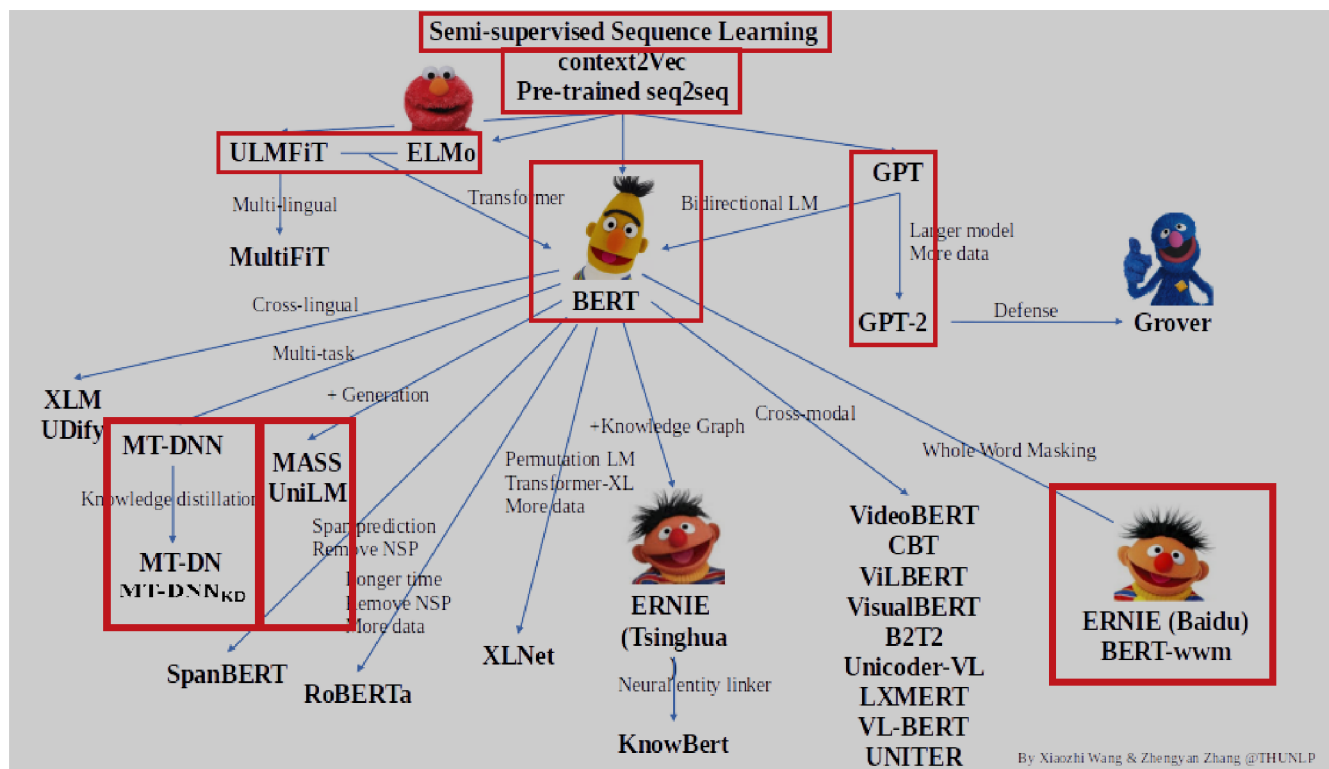 Semi-supervised Sequence Learning
context2Vec
Pre-trained seq2seq
ULMFiT
ELMo
GPT
Multi-lingual
Transformer
Bidirectional LM
MultiFiT
Larger model
More data
BERT
GPT-2
Defense
Grover
Cross-lingual
Multi-task
XLM
UDify
+ Generation
+Knowledge Graph
Cross-modal
Whole Word Masking
MT-DNN
MASS
UniLM
Knowledge distillation
Permutation LM
Transformer-XL
More data
Span prediction
Remove NSP
MT-DN
MT-DNNKD
Longer time
Remove NSP
More data
VideoBERT
CBT
ViLBERT
VisualBERT
B2T2
Unicoder-VL
LXMERT
VL-BERT
UNITER
ERNIE
(Tsinghua
)
ERNIE (Baidu)
BERT-wwm
SpanBERT
RoBERTa
XLNet
Neural entity linker
KnowBert
By Xiaozhi Wang & Zhengyan Zhang @THUNLP